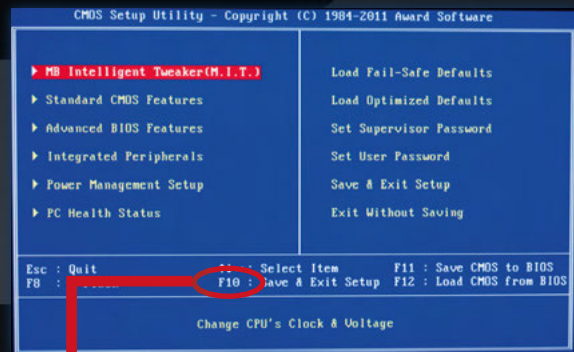 CMOS Setup Utility - Copyright (C) 1984-2011 Award Software
MB Intelligent Tweaker(M.I.T.)
Standard CMOS Features
Advanced BIOS Features
Integrated Peripherals
Power Management Setup
PC Health Status
Load Fail-Safe Defaults
Load Optimized Defaults
Set Supervisor Password
Set User Password
Save & Exit Setup
Exit Without Saving
Esc : Quit : Select Item F11 : Save CMOS to BIOS
F8 : F10 : Save & Exit Setup F12 : Load CMOS from BIOS
Change CPU's Clock & Voltage